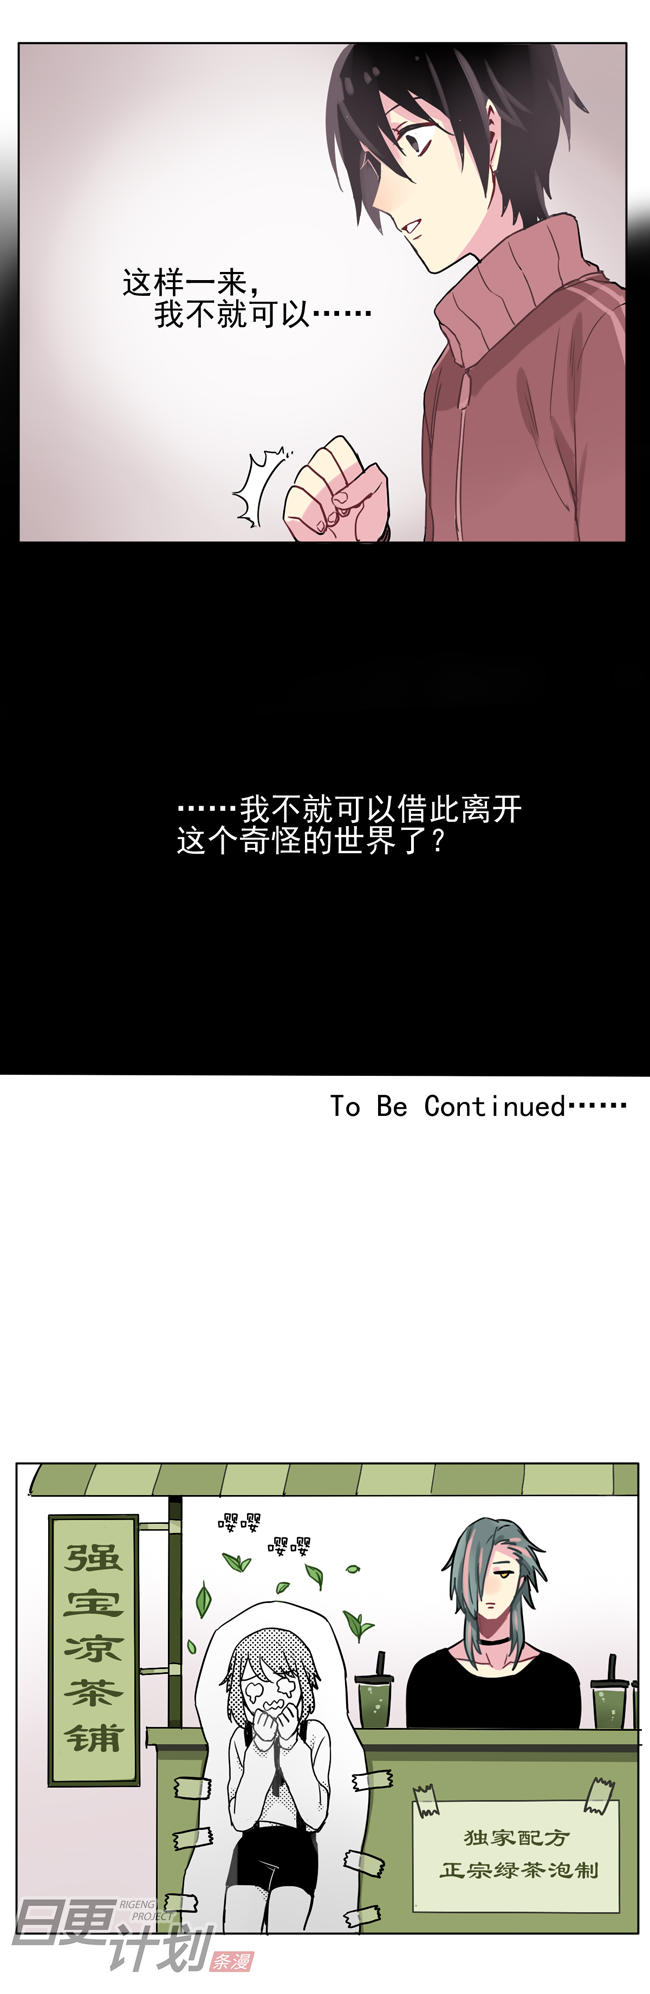 这样一来，
我不就可以……
……我不就可以借此离开
这个奇怪的世界了？
To Be Continued……
嘤嘤
嘤嘤
强宝凉茶铺
独家配方
正宗绿茶泡制
日更计划
RIGENG
PROJECT
条漫